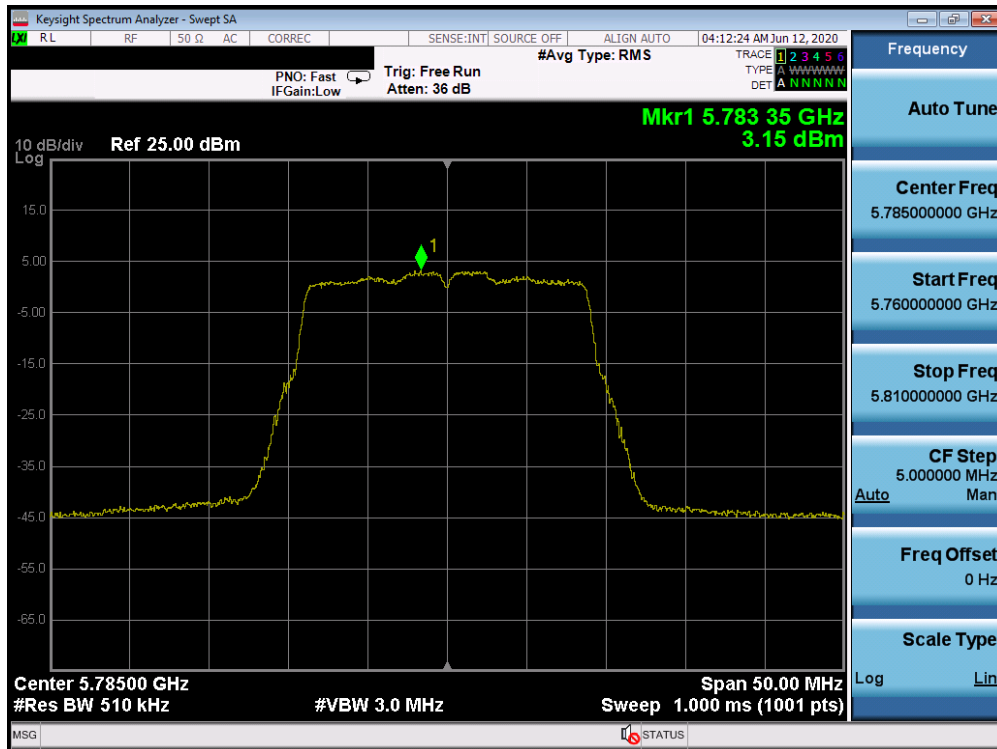 Keysight Spectrum Analyzer - Swept SA
LXI RL RF 50 Ω AC CORREC SENSE:INT SOURCE OFF ALIGN AUTO 04:12:24 AM Jun 12, 2020
PNO: Fast
IFGain:Low
Trig: Free Run
Atten: 36 dB
#Avg Type: RMS
TRACE 1 2 3 4 5 6
TYPE A WWWWW
DET A N N N N N
Mkr1 5.783 35 GHz
3.15 dBm
10 dB/div Ref 25.00 dBm
Log
15.0
5.00
-5.00
-15.0
-25.0
-35.0
-45.0
-55.0
-65.0
1
Center 5.78500 GHz Span 50.00 MHz
#Res BW 510 kHz #VBW 3.0 MHz Sweep 1.000 ms (1001 pts)
MSG STATUS
Frequency
Auto Tune
Center Freq
5.785000000 GHz
Start Freq
5.760000000 GHz
Stop Freq
5.810000000 GHz
CF Step
5.000000 MHz
Auto Man
Freq Offset
0 Hz
Scale Type
Log Lin